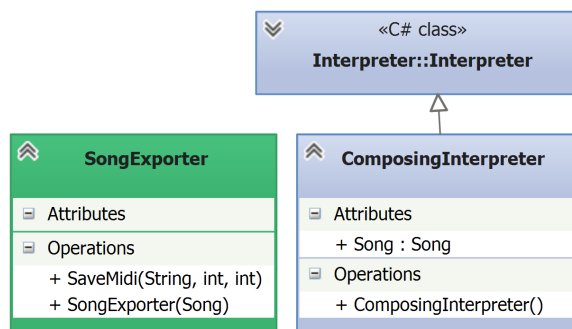 «C# class»
Interpreter::Interpreter
SongExporter
Attributes
Operations
+ SaveMidi(String, int, int)
+ SongExporter(Song)
ComposingInterpreter
Attributes
+ Song : Song
Operations
+ ComposingInterpreter()